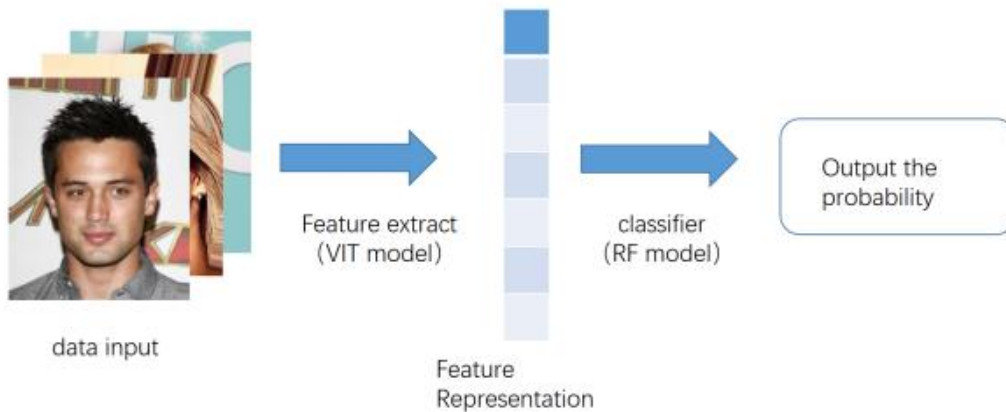 data input
Feature extract
(VIT model)
Feature
Representation
classifier
(RF model)
Output the
probability